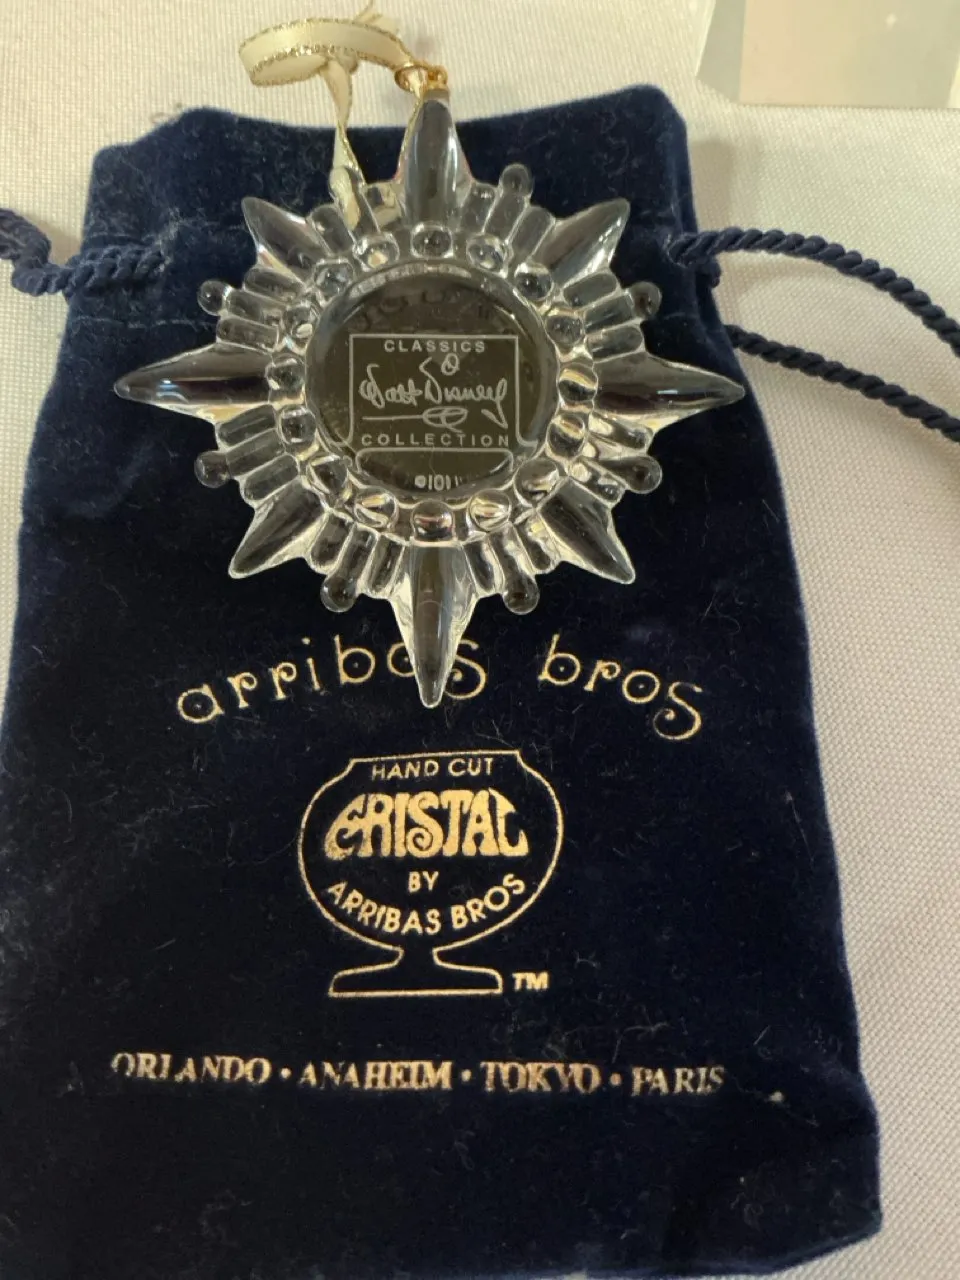 CLASSICS
Walt Disney
COLLECTION
arribas bros
HAND CUT
CRISTAL
BY
ARRIBAS BROS
TM
ORLANDO • ANAHEIM • TOKYO • PARIS